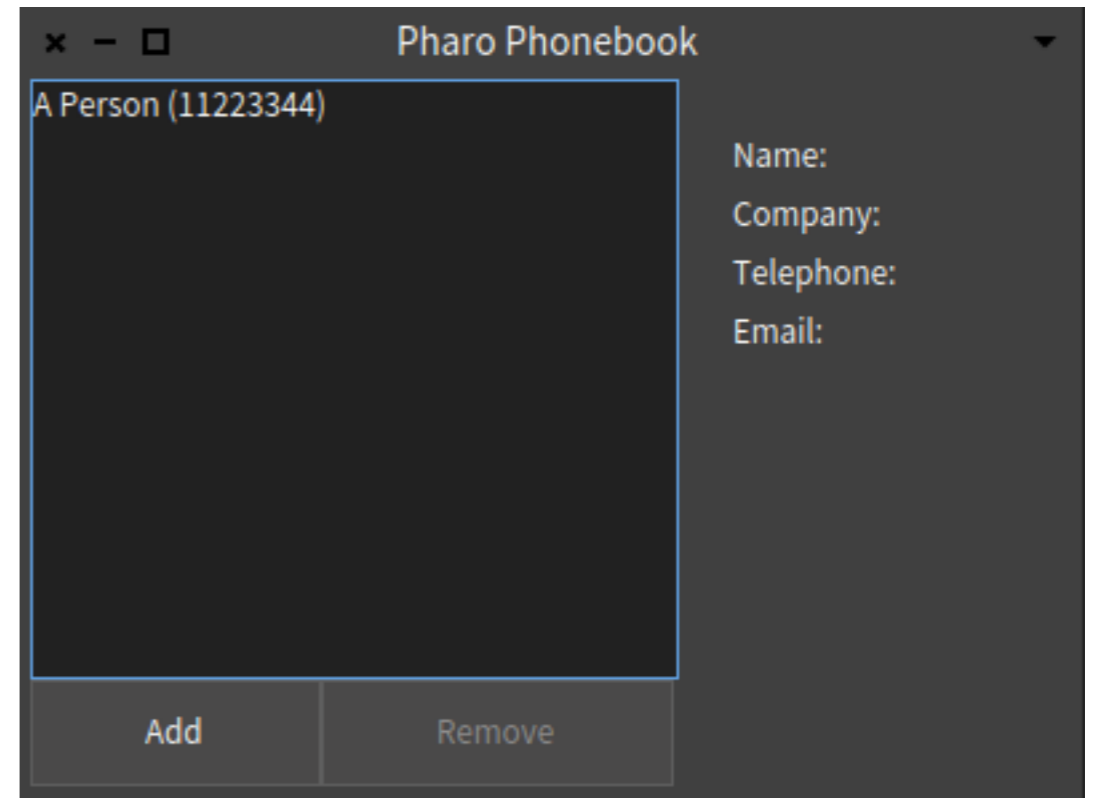 Pharo Phonebook
A Person (11223344)
Name:
Company:
Telephone:
Email:
Add
Remove